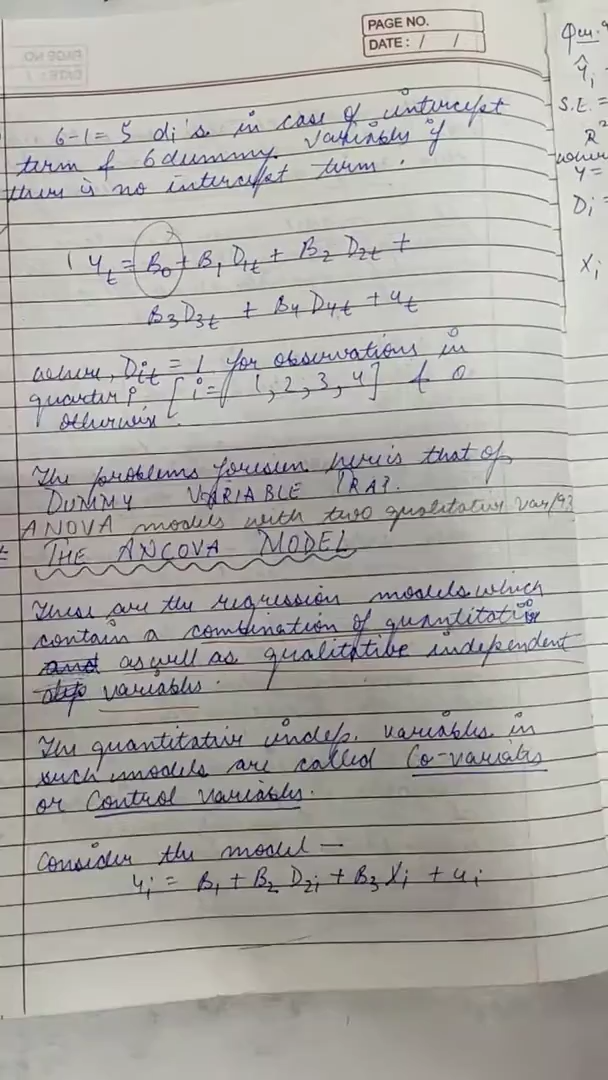 PAGE NO.
DATE: / /
6-1 = 5 di's in case of intercept
term & 6 dummy variables if
there is no intercept term.
Yt = B0 + B1 D1t + B2 D2t +
B3 D3t + B4 D4t + ut
where, Dit = 1 for observations in
quarter i [i = 1, 2, 3, 4] & 0
otherwise.
The problems foreseen here is that of
DUMMY VARIABLE TRAP.
ANOVA models with two qualitative var/93
THE ANCOVA MODEL
These are the regression models which
contain a combination of quantitative
and as well as qualitative independent
variables.
The quantitative indep. variables in
such models are called Co-variates
or Control variables.
Consider the model —
Yi = B1 + B2 D2i + B3 Xi + ui
Ŷi
S.E. =
R²
where
Y =
Di =
Xi